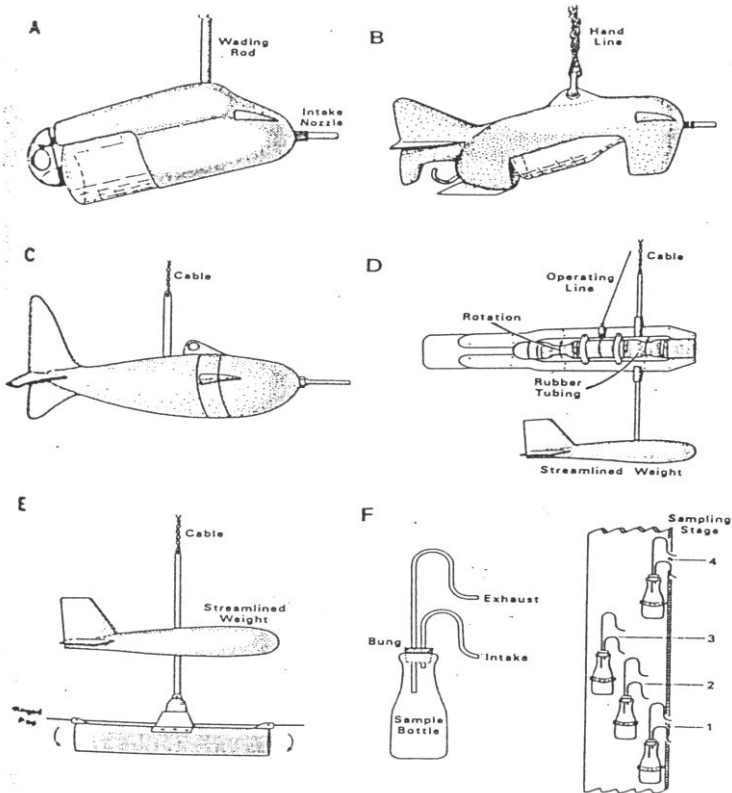 A
Wading
Rod
Intake
Nozzle
B
Hand
Line
C
Cable
D
Cable
Operating
Line
Rotation
Rubber
Tubing
Streamlined Weight
E
Cable
Streamlined
Weight
F
Exhaust
Bung
Intake
Sample
Bottle
Sampling
Stage
4
3
2
1